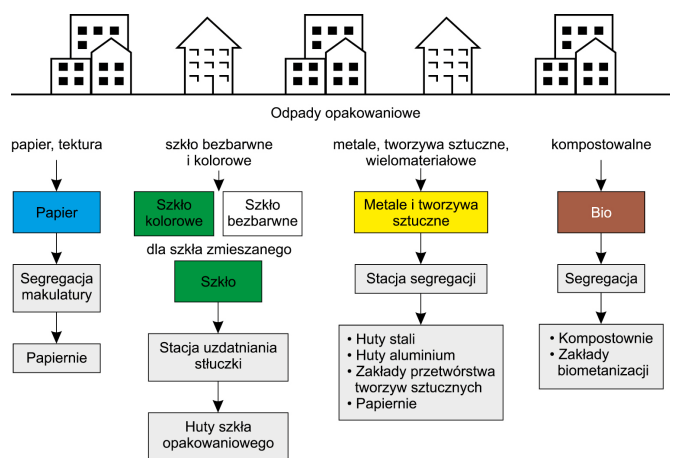 Odpady opakowaniowe
papier, tektura
Papier
Segregacja
makulatury
Papiernie
szkło bezbarwne
i kolorowe
Szkło
kolorowe
Szkło
bezbarwne
dla szkła zmieszanego
Szkło
Stacja uzdatniania
stłuczki
Huty szkła
opakowaniowego
metale, tworzywa sztuczne,
wielomateriałowe
Metale i tworzywa
sztuczne
Stacja segregacji
• Huty stali
• Huty aluminium
• Zakłady przetwórstwa
tworzyw sztucznych
• Papiernie
kompostowalne
Bio
Segregacja
• Kompostownie
• Zakłady
biometanizacji